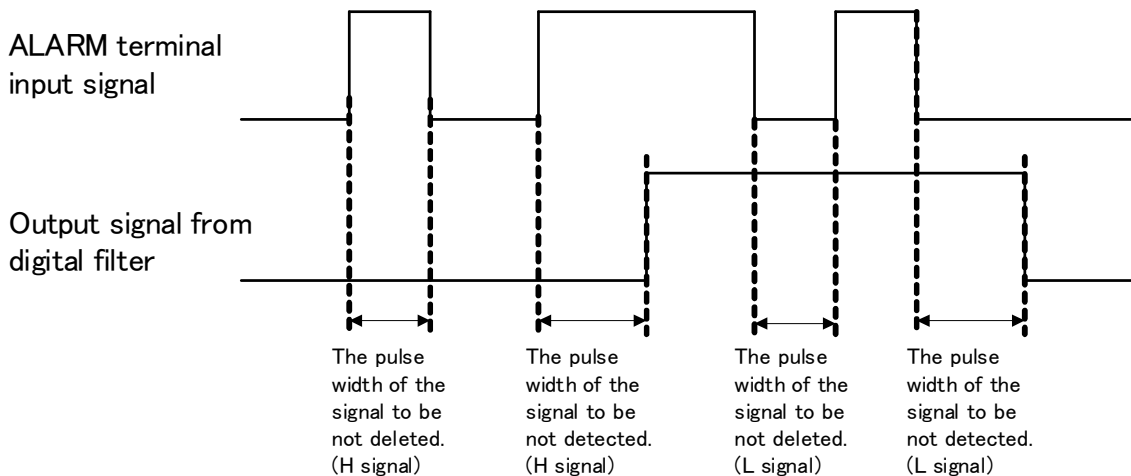 ALARM terminal
input signal
Output signal from
digital filter
The pulse
width of the
signal to be
not deleted.
(H signal)
The pulse
width of the
signal to be
not detected.
(H signal)
The pulse
width of the
signal to be
not deleted.
(L signal)
The pulse
width of the
signal to be
not detected.
(L signal)